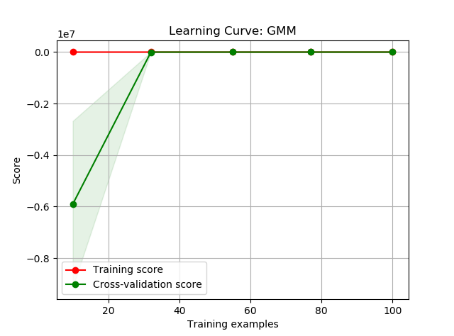 Learning Curve: GMM
1e7
0.0
−0.2
−0.4
−0.6
−0.8
Score
Training score
Cross-validation score
20
40
60
80
100
Training examples